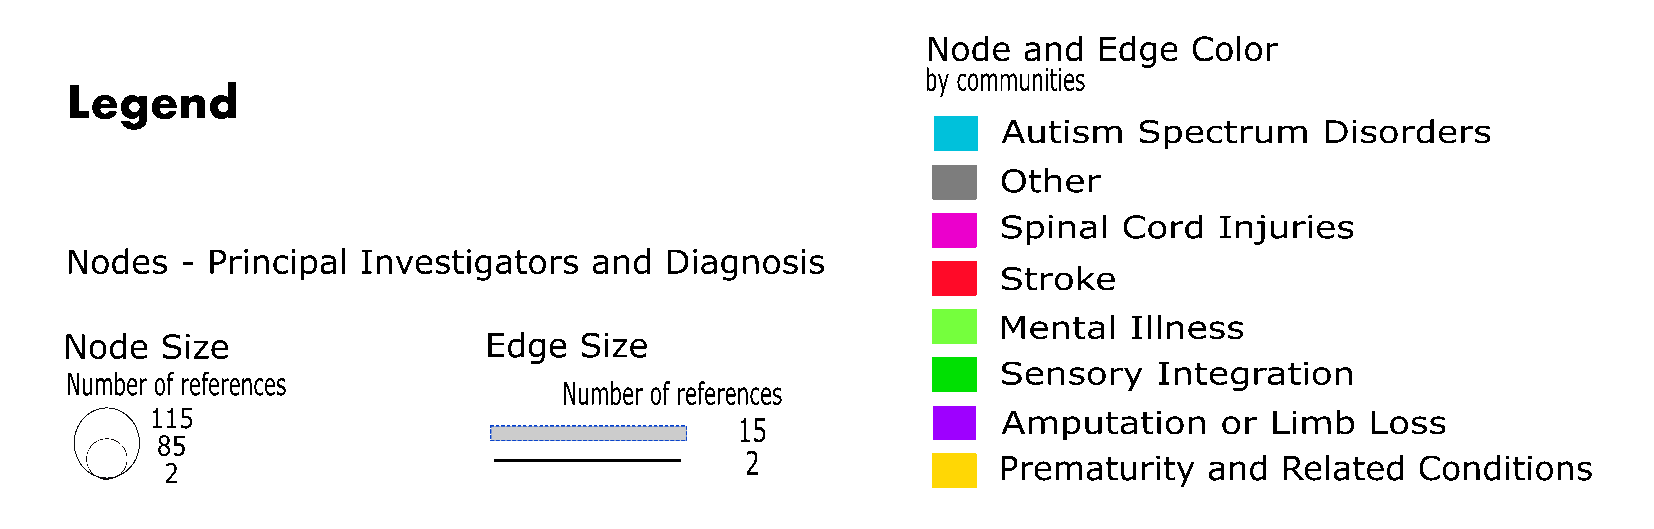 Legend
Nodes - Principal Investigators and Diagnosis
Node Size
Number of references
115
85
2
Edge Size
Number of references
15
2
Node and Edge Color
by communities
Autism Spectrum Disorders
Other
Spinal Cord Injuries
Stroke
Mental Illness
Sensory Integration
Amputation or Limb Loss
Prematurity and Related Conditions